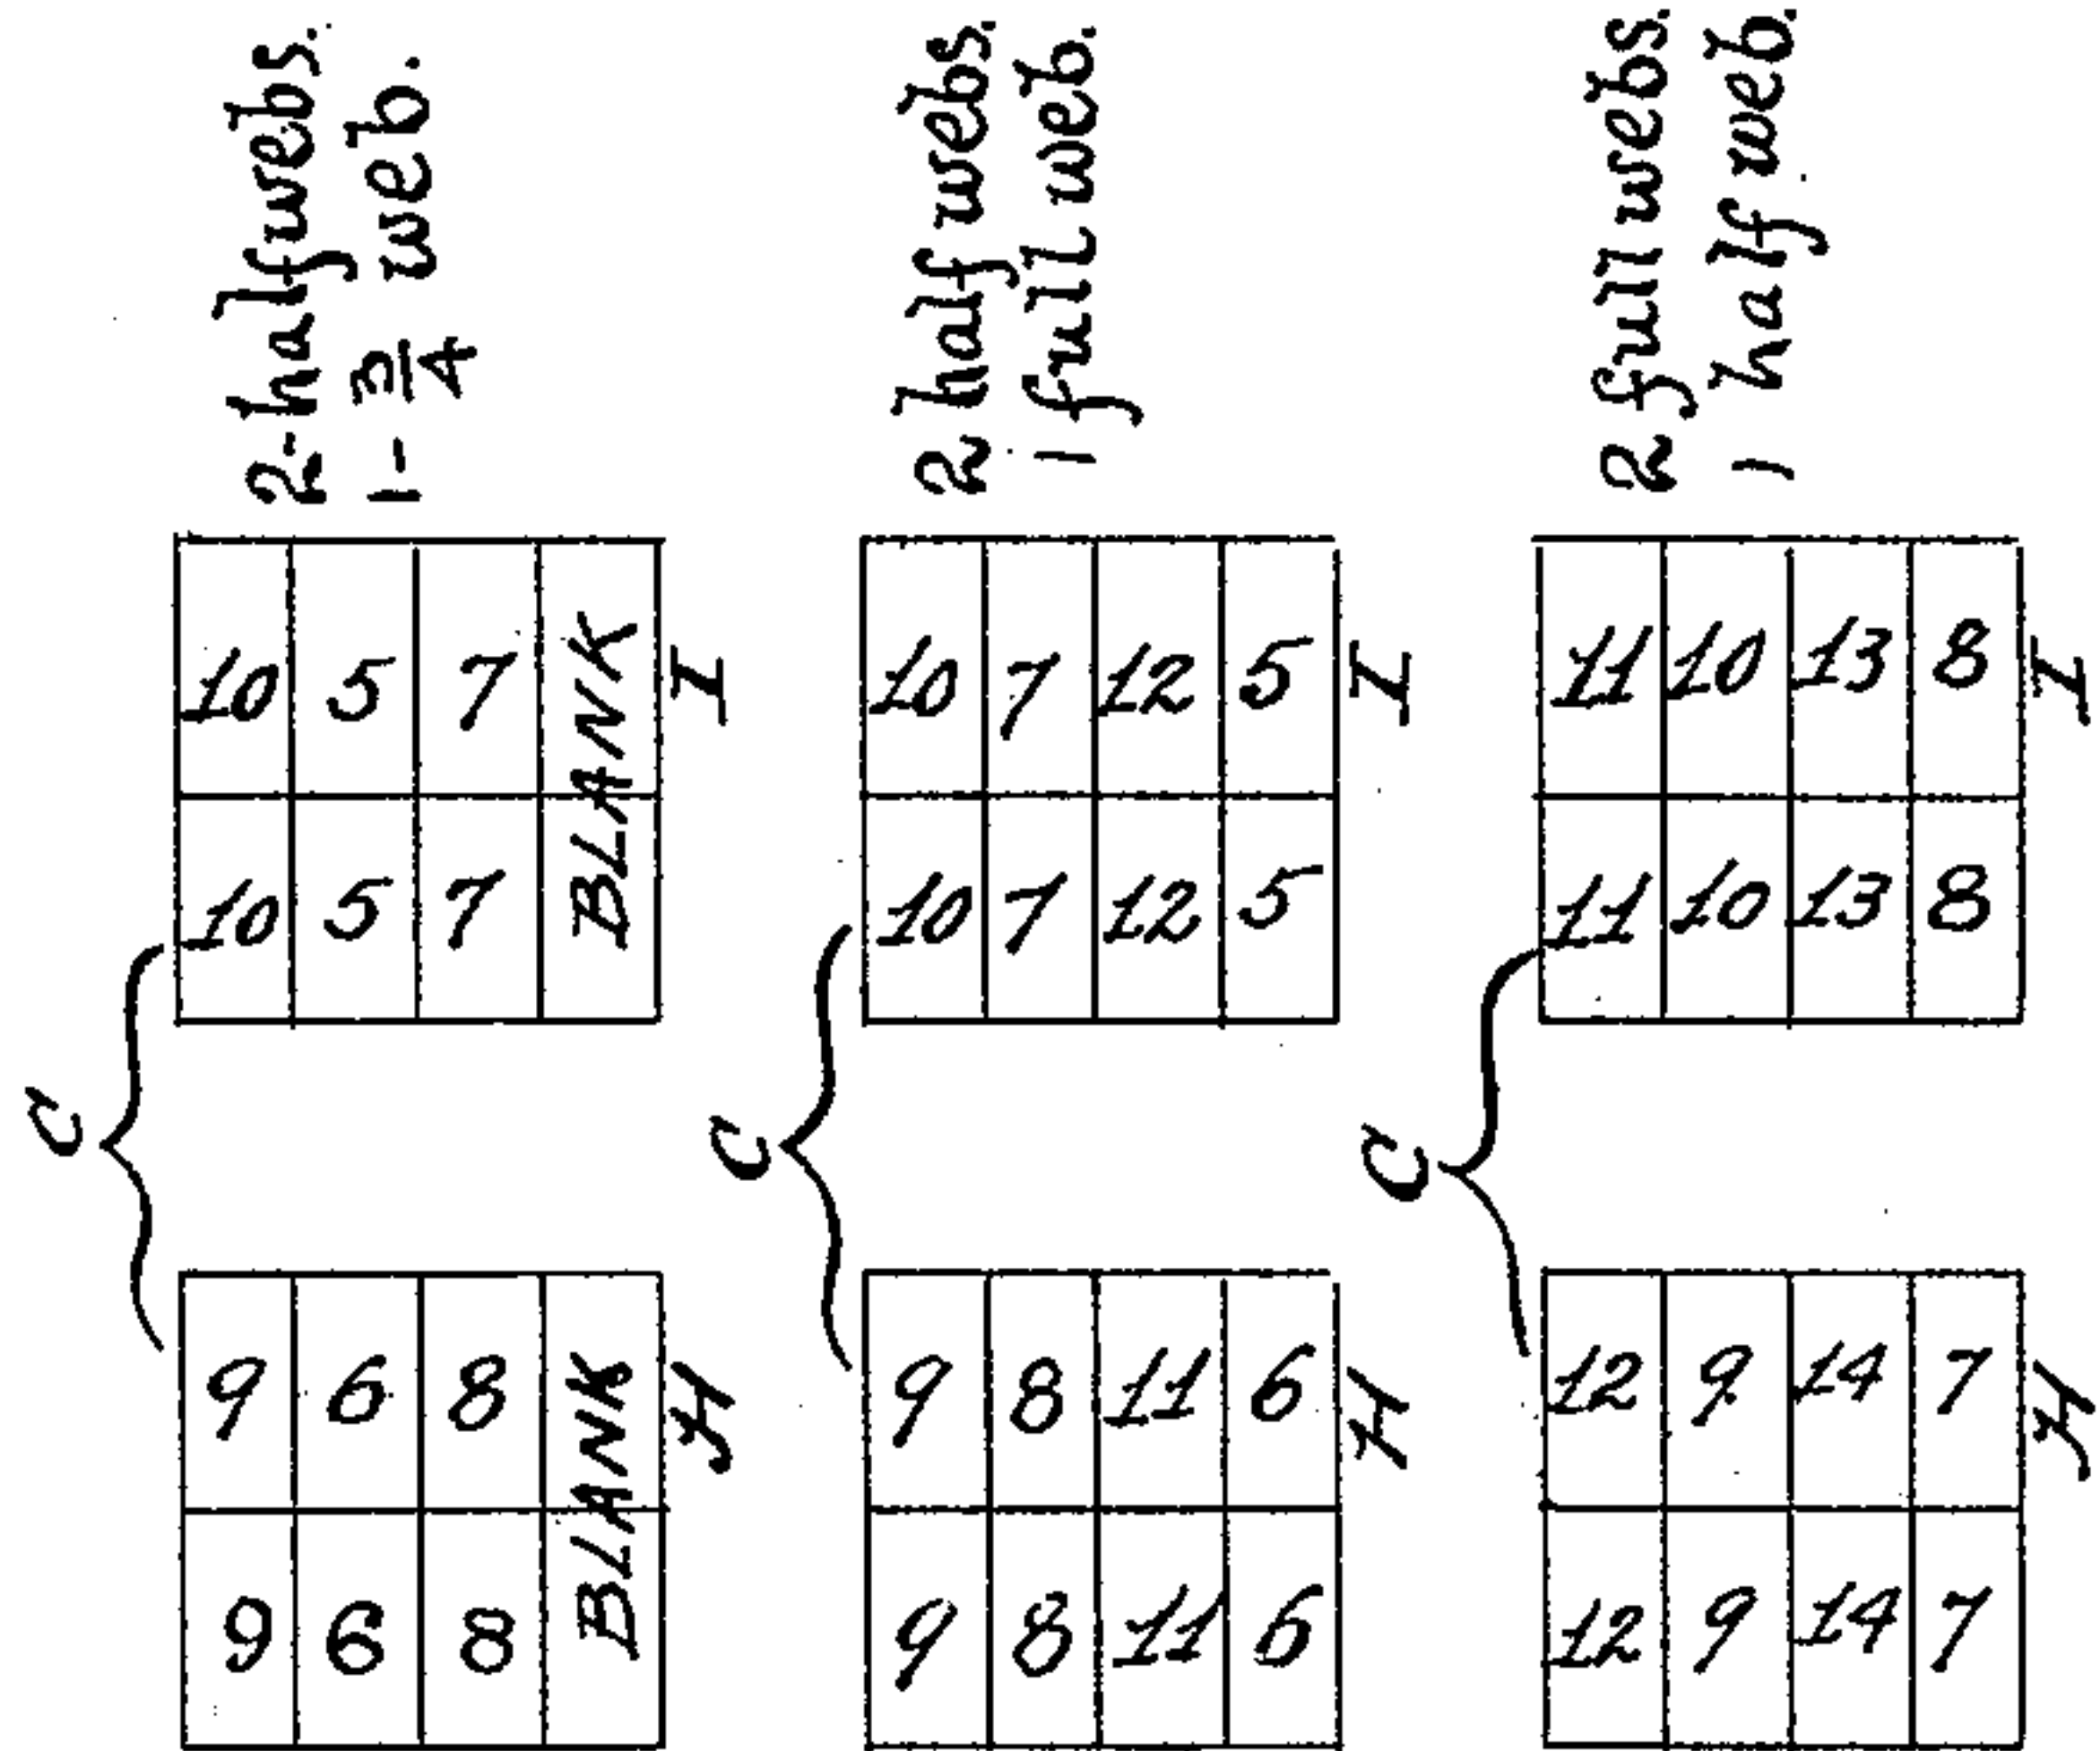 C
9 9 10 10
6 6 5 5
8 8 7 7
BLANK BLANK
H I
2-half webs.
1-3/4 web.
C
9 9 10 10
8 8 7 7
11 11 12 12
6 6 5 5
H I
2 half webs.
1 full web.
C
12 12 11 11
9 9 10 10
14 14 13 13
7 7 8 8
H I
2 full webs.
1 half web.